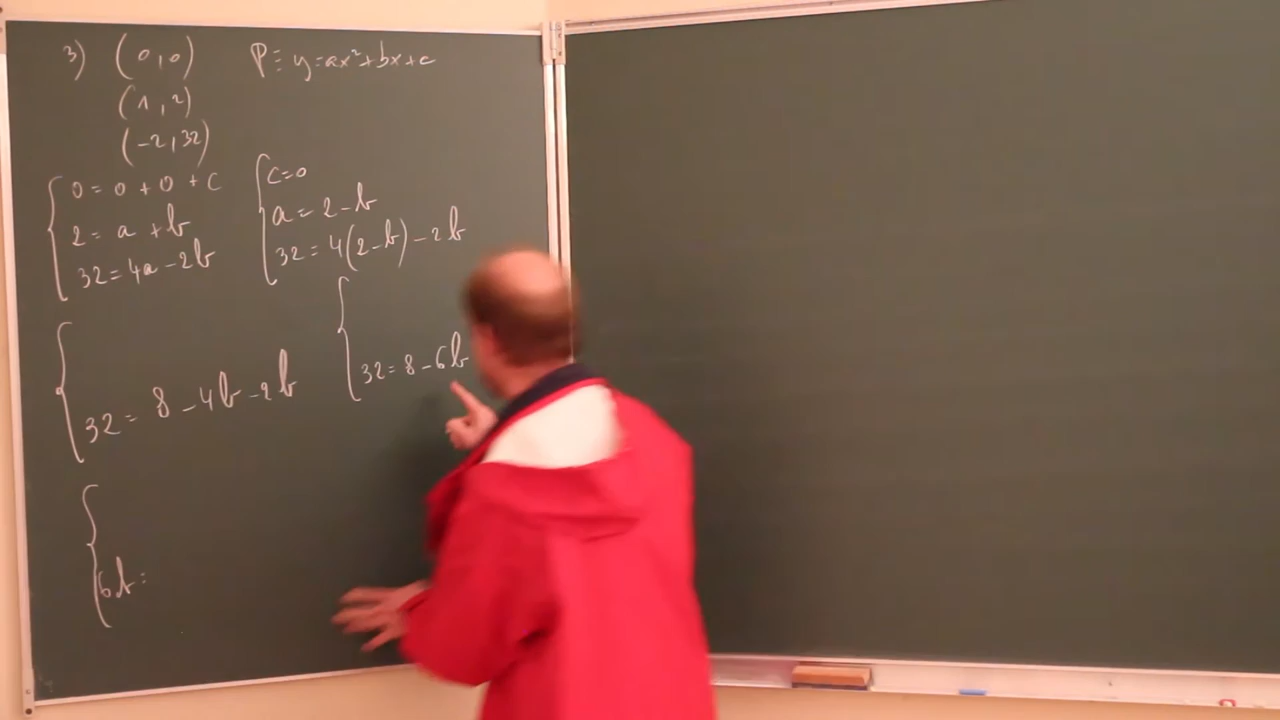 3) (0,0) P ≡ y=ax²+bx+c
(1,2)
(-2,32)
0 = 0 + 0 + c
2 = a + b
32=4a-2b
c=0
a = 2-b
32 = 4(2-b)-2b
32 = 8-4b-2b
32 = 8-6b
6b=